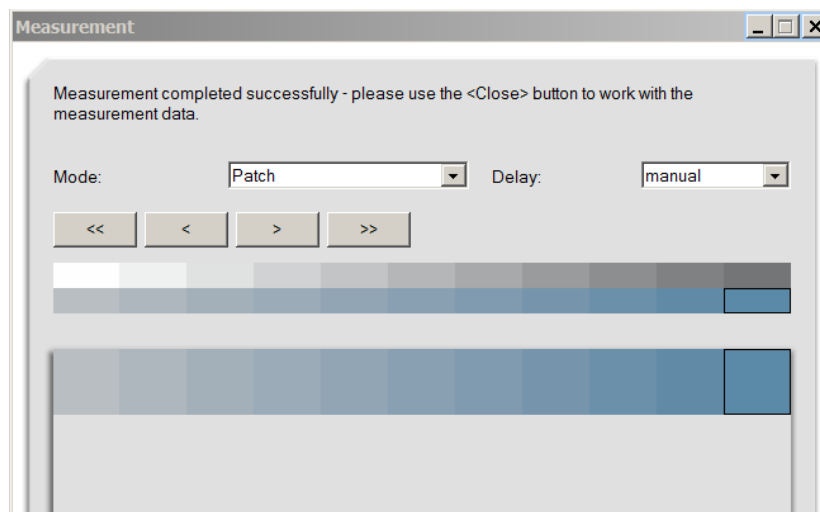 Measurement
Measurement completed successfully - please use the <Close> button to work with the
measurement data.
Mode: Patch Delay: manual
<< < > >>